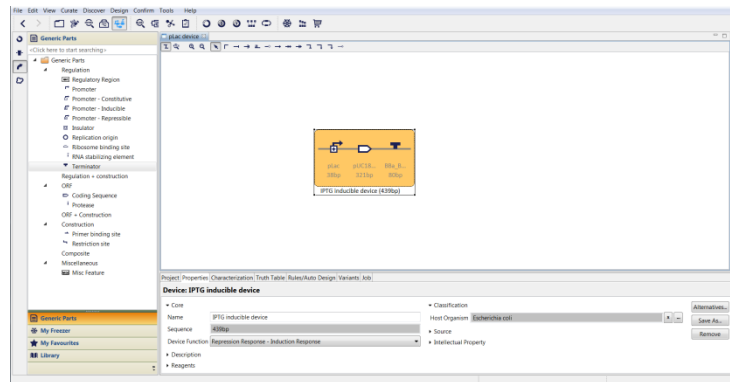 File Edit View Curate Discover Design Confirm Tools Help
Generic Parts
<Click here to start searching>
Generic Parts
Regulation
Regulatory Region
Promoter
Promoter - Constitutive
Promoter - Inducible
Promoter - Repressible
Insulator
Replication origin
Ribosome binding site
RNA stabilizing element
Terminator
Regulation + construction
ORF
Coding Sequence
Protease
ORF + Construction
Construction
Primer binding site
Restriction site
Composite
Miscellaneous
Misc Feature
Generic Parts
My Freezer
My Favourites
Library
pLac device
pLac pUC18... BBa_B...
38bp 321bp 80bp
IPTG inducible device (439bp)
Project Properties Characterization Truth Table Rules/Auto Design Variants Job
Device: IPTG inducible device
Core
Name IPTG inducible device
Sequence 439bp
Device Function Repression Response - Induction Response
Description
Reagents
Classification
Host Organism Escherichia coli
Source
Intellectual Property
Alternatives...
Save As...
Remove